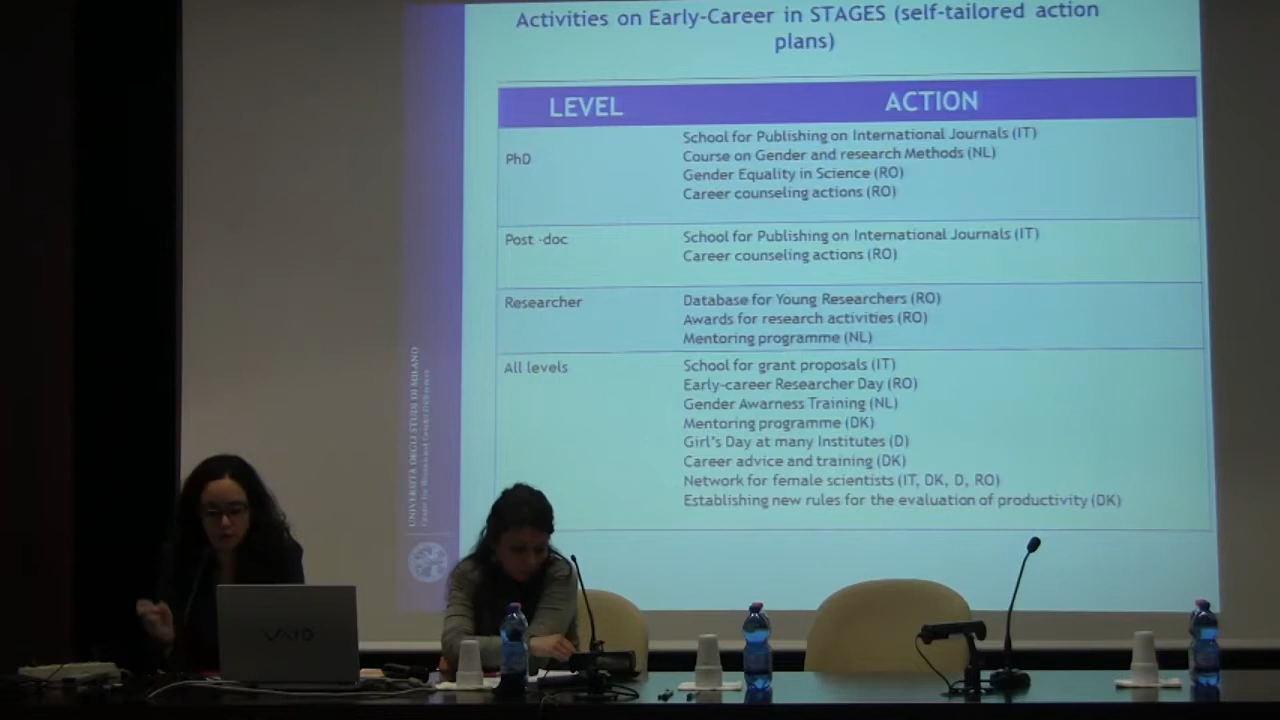 Activities on Early-Career in STAGES (self-tailored action
plans)
LEVEL ACTION
PhD
School for Publishing on International Journals (IT)
Course on Gender and research Methods (NL)
Gender Equality in Science (RO)
Career counseling actions (RO)
Post -doc
School for Publishing on International Journals (IT)
Career counseling actions (RO)
Researcher
Database for Young Researchers (RO)
Awards for research activities (RO)
Mentoring programme (NL)
All levels
School for grant proposals (IT)
Early-career Researcher Day (RO)
Gender Awarness Training (NL)
Mentoring programme (DK)
Girl's Day at many Institutes (D)
Career advice and training (DK)
Network for female scientists (IT, DK, D, RO)
Establishing new rules for the evaluation of productivity (DK)
UNIVERSITÀ DEGLI STUDI DI MILANO
VAIO